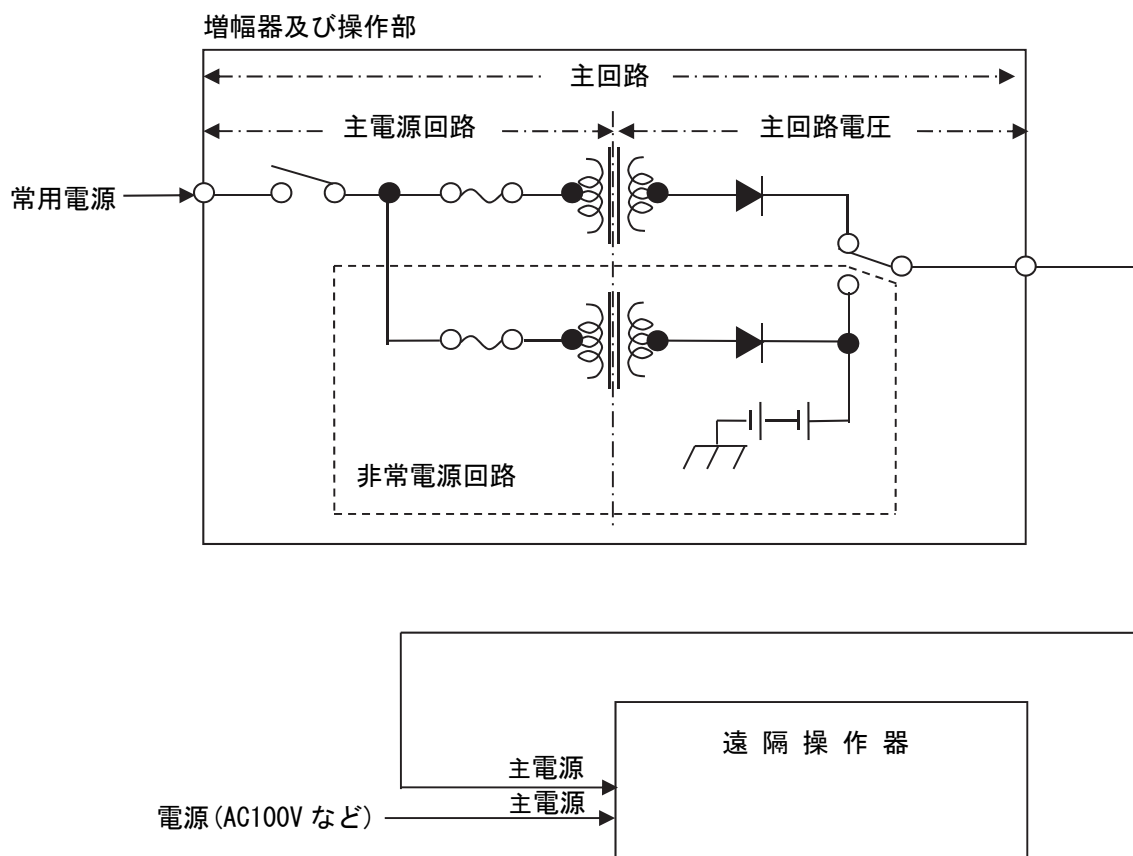 増幅器及び操作部
主回路
主電源回路
主回路電圧
常用電源
非常電源回路
遠隔操作器
主電源
電源(AC100V など)
主電源